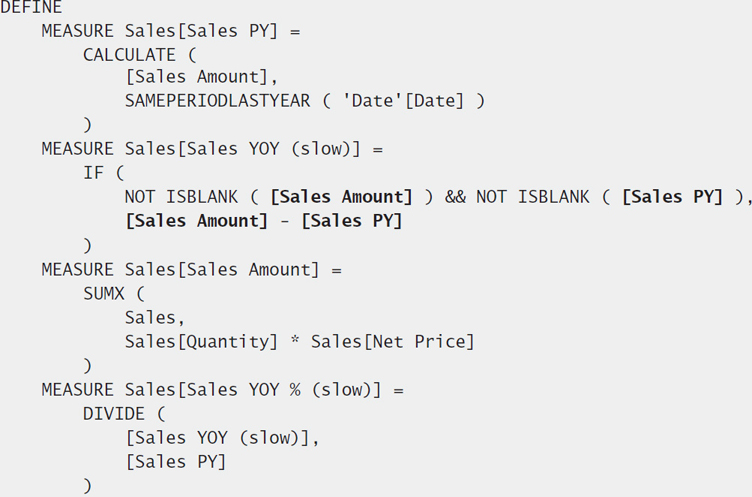 DEFINE
    MEASURE Sales[Sales PY] =
        CALCULATE (
            [Sales Amount],
            SAMEPERIODLASTYEAR ( 'Date'[Date] )
        )
    MEASURE Sales[Sales YOY (slow)] =
        IF (
            NOT ISBLANK ( [Sales Amount] ) && NOT ISBLANK ( [Sales PY] ),
            [Sales Amount] - [Sales PY]
        )
    MEASURE Sales[Sales Amount] =
        SUMX (
            Sales,
            Sales[Quantity] * Sales[Net Price]
        )
    MEASURE Sales[Sales YOY % (slow)] =
        DIVIDE (
            [Sales YOY (slow)],
            [Sales PY]
        )